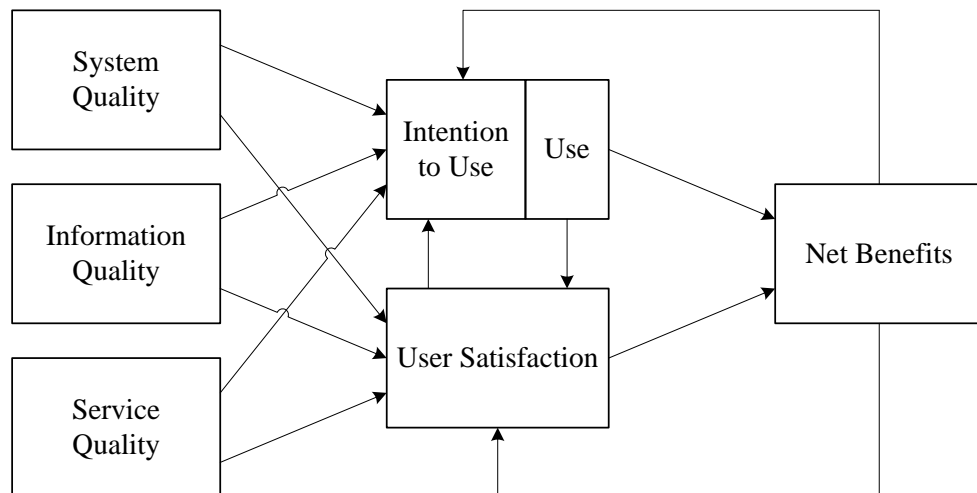 System
Quality
Information
Quality
Service
Quality
Intention
to Use
Use
User Satisfaction
Net Benefits